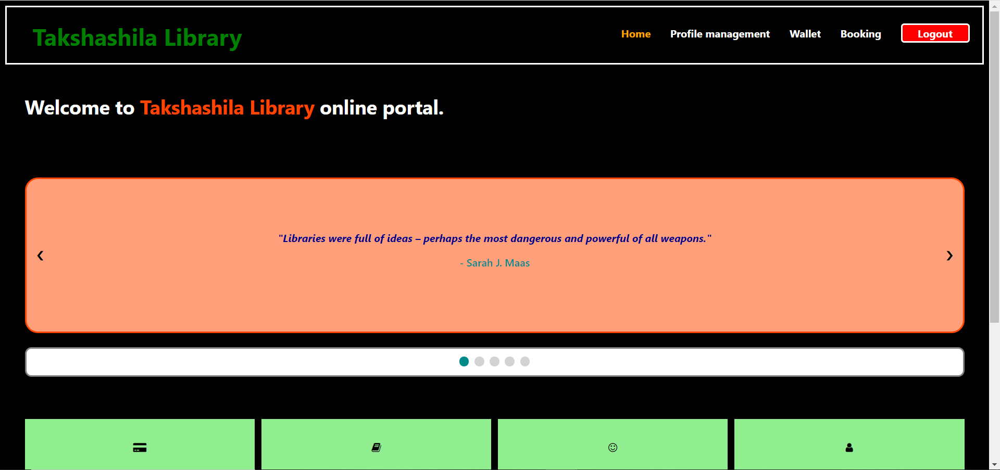 Takshashila Library
Home Profile management Wallet Booking Logout
Welcome to Takshashila Library online portal.
"Libraries were full of ideas – perhaps the most dangerous and powerful of all weapons."
- Sarah J. Maas